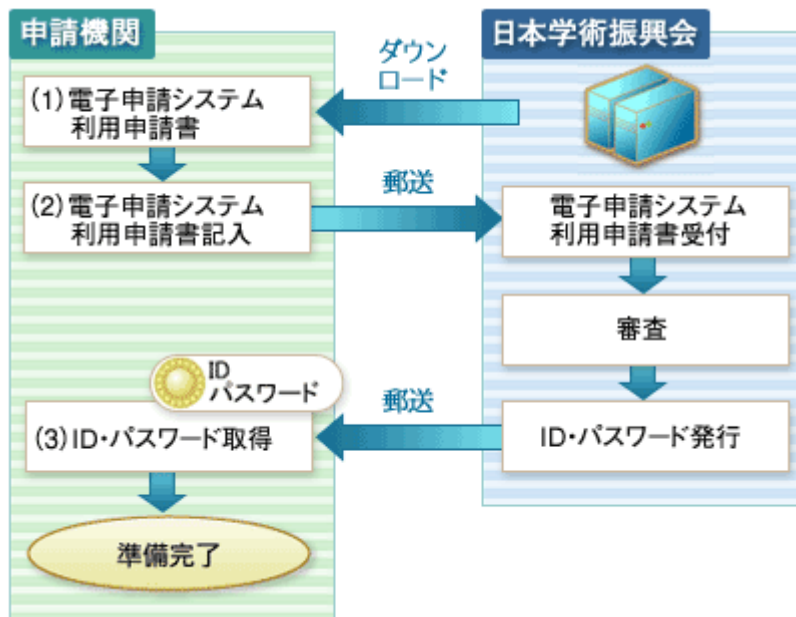 申請機関
日本学術振興会
ダウン
ロード
(1)電子申請システム
利用申請書
(2)電子申請システム
利用申請書記入
郵送
電子申請システム
利用申請書受付
審査
ID
パスワード
(3)ID・パスワード取得
郵送
ID・パスワード発行
準備完了